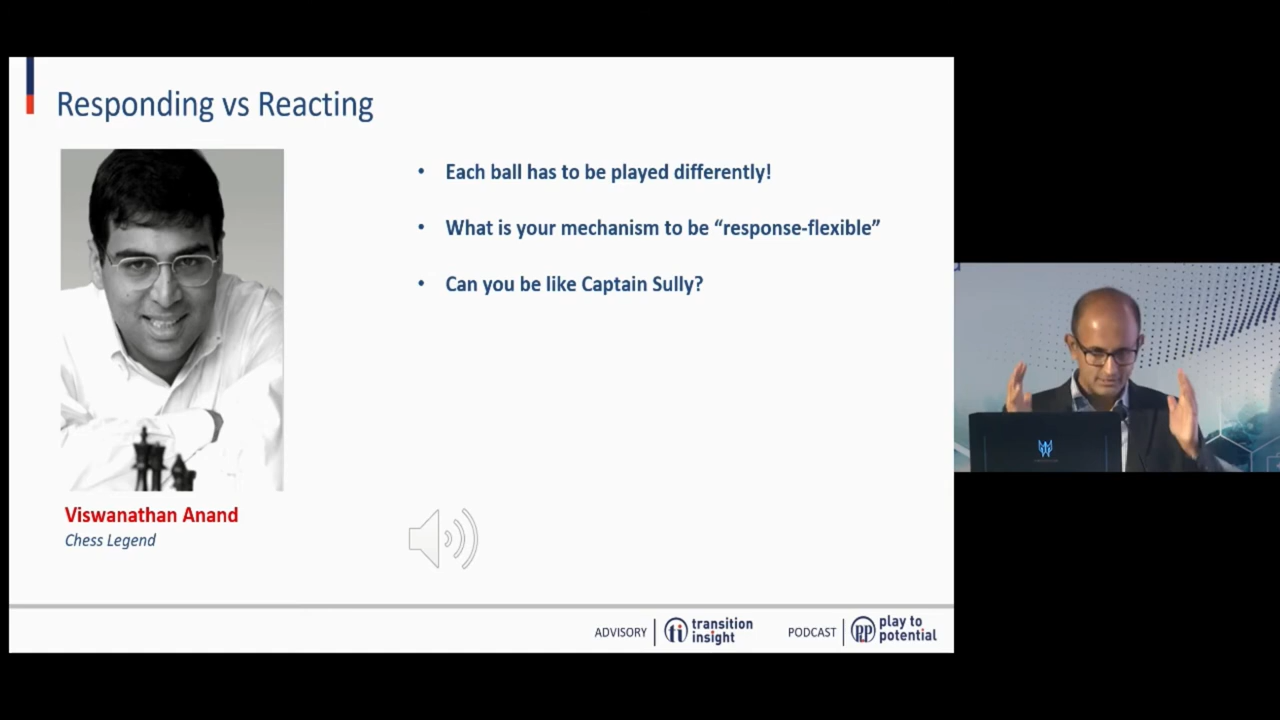 Responding vs Reacting
• Each ball has to be played differently!
• What is your mechanism to be “response-flexible”
• Can you be like Captain Sully?
Viswanathan Anand
Chess Legend
ADVISORY
ti
transition
insight
PODCAST
play to
potential